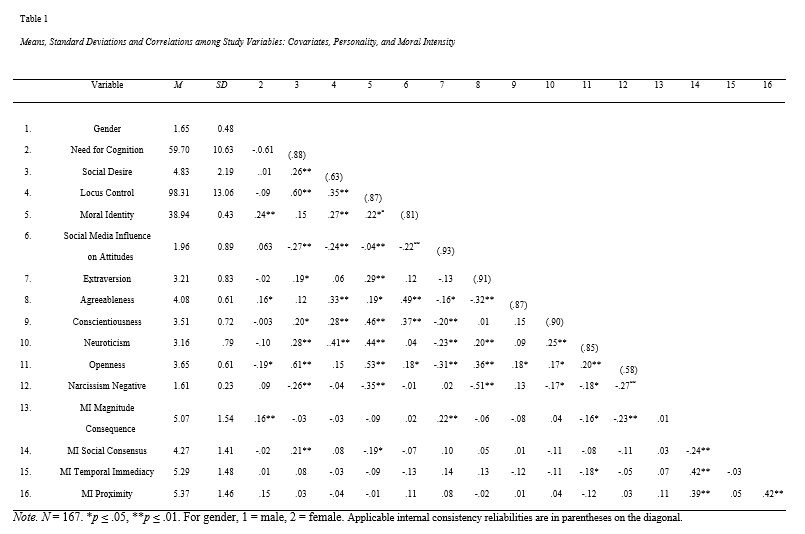 Table 1
Means, Standard Deviations and Correlations among Study Variables: Covariates, Personality, and Moral Intensity
Variable M SD 2 3 4 5 6 7 8 9 10 11 12 13 14 15 16
1. Gender 1.65 0.48
2. Need for Cognition 59.70 10.63 -.0.61 (.88)
3. Social Desire 4.83 2.19 ..01 .26** (.63)
4. Locus Control 98.31 13.06 -.09 .60** .35** (.87)
5. Moral Identity 38.94 0.43 .24** .15 .27** .22** (.81)
6. Social Media Influence
on Attitudes 1.96 0.89 .063 -.27** -.24** -.04** -.22** (.93)
7. Extraversion 3.21 0.83 -.02 .19* .06 .29** .12 -.13 (.91)
8. Agreeableness 4.08 0.61 .16* .12 .33** .19* .49** -.16* -.32** (.87)
9. Conscientiousness 3.51 0.72 -.003 .20* .28** .46** .37** -.20** .01 .15 (.90)
10. Neuroticism 3.16 .79 -.10 .28** .41** .44** .04 -.23** .20** .09 .25** (.85)
11. Openness 3.65 0.61 -.19* .61** .15 .53** .18* -.31** .36** .18* .17* .20** (.58)
12. Narcissism Negative 1.61 0.23 .09 -.26** -.04 -.35** -.01 .02 -.51** .13 -.17* -.18* -.27**
13. MI Magnitude
Consequence 5.07 1.54 .16** -.03 -.03 -.09 .02 .22** -.06 -.08 .04 -.16* -.23** .01
14. MI Social Consensus 4.27 1.41 -.02 .21** .08 -.19* -.07 .10 .05 .01 -.11 -.08 -.11 .03 -.24**
15. MI Temporal Immediacy 5.29 1.48 .01 .08 -.03 -.09 -.13 .14 .13 -.12 -.11 -.18* -.05 .07 .42** -.03
16. MI Proximity 5.37 1.46 .15 .03 -.04 -.01 .11 .08 -.02 .01 .04 -.12 .03 .11 .39** .05 .42**
Note. N = 167. *p ≤ .05, **p ≤ .01. For gender, 1 = male, 2 = female. Applicable internal consistency reliabilities are in parentheses on the diagonal.